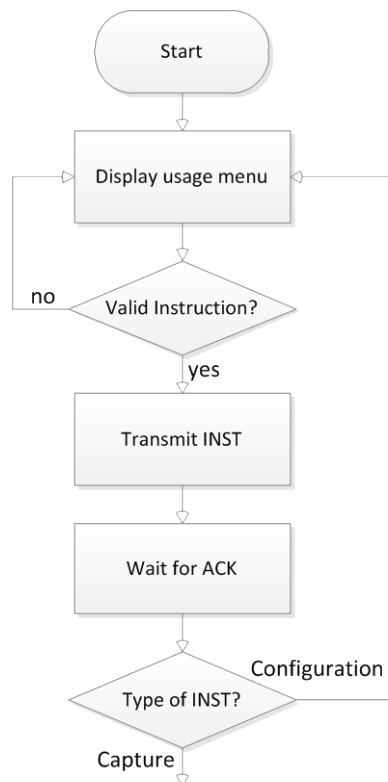 Start
Display usage menu
no
Valid Instruction?
yes
Transmit INST
Wait for ACK
Configuration
Type of INST?
Capture